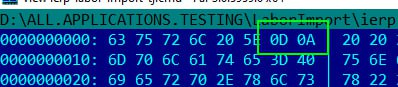 D:\ALL.APPLICATIONS.TESTING\LaborImport\ierp
0000000000: 63 75 72 6C 20 5E 0D 0A │ 20 20
0000000010: 6D 70 6C 61 74 65 3D 40 │ 75 6E
0000000020: 69 65 72 70 2E 78 6C 73 │ 78 22